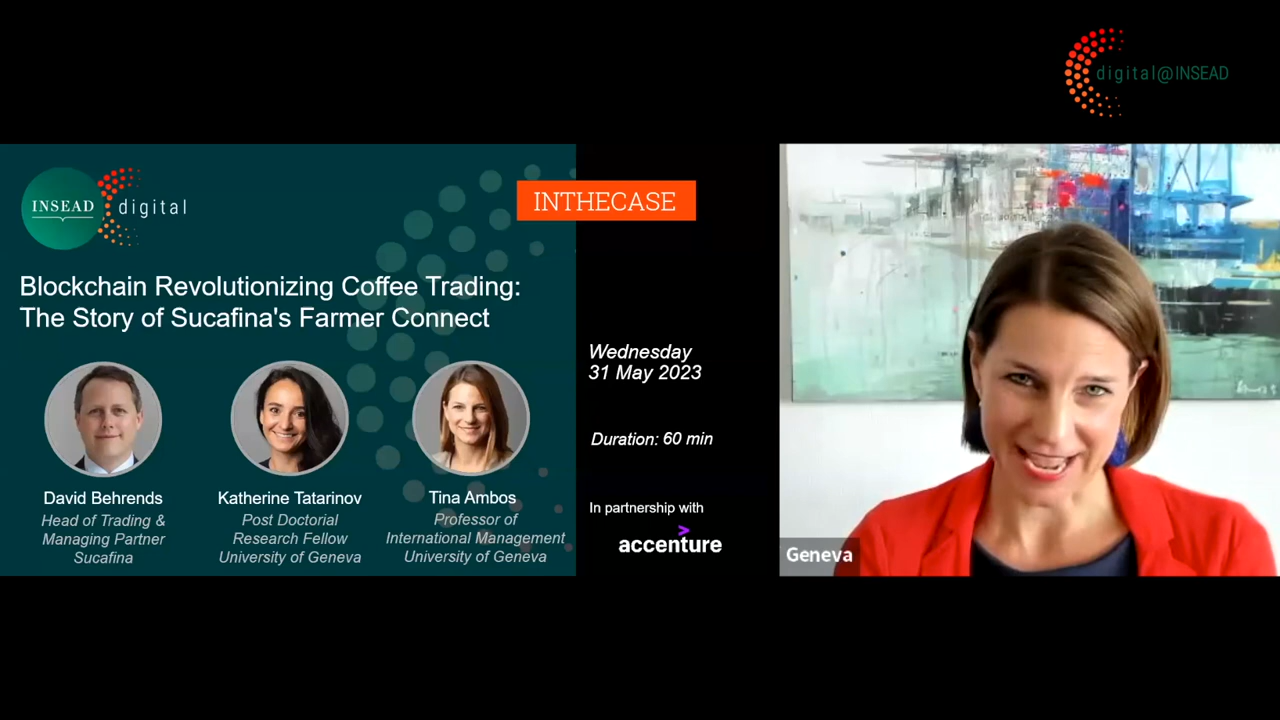 digital@INSEAD
INSEAD
digital
INTHECASE
Blockchain Revolutionizing Coffee Trading:
The Story of Sucafina's Farmer Connect
Wednesday
31 May 2023
Duration: 60 min
David Behrends
Head of Trading &
Managing Partner
Sucafina
Katherine Tatarinov
Post Doctorial
Research Fellow
University of Geneva
Tina Ambos
Professor of
International Management
University of Geneva
In partnership with
accenture
Geneva